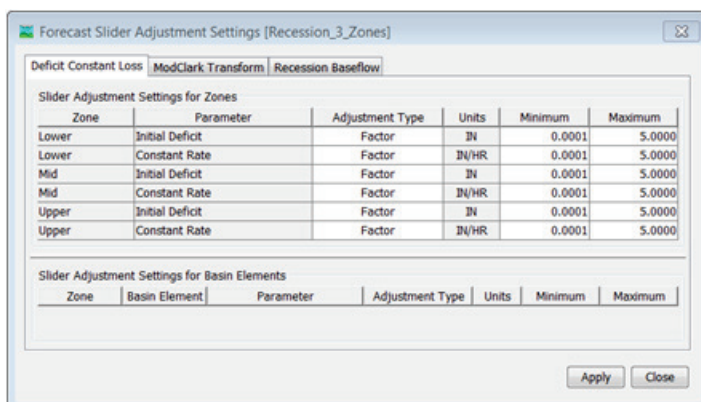 Forecast Slider Adjustment Settings [Recession_3_Zones]
Deficit Constant Loss ModClark Transform Recession Baseflow
Slider Adjustment Settings for Zones
Zone Parameter Adjustment Type Units Minimum Maximum
Lower Initial Deficit Factor IN 0.0001 5.0000
Lower Constant Rate Factor IN/HR 0.0001 5.0000
Mid Initial Deficit Factor IN 0.0001 5.0000
Mid Constant Rate Factor IN/HR 0.0001 5.0000
Upper Initial Deficit Factor IN 0.0001 5.0000
Upper Constant Rate Factor IN/HR 0.0001 5.0000
Slider Adjustment Settings for Basin Elements
Zone Basin Element Parameter Adjustment Type Units Minimum Maximum
Apply Close